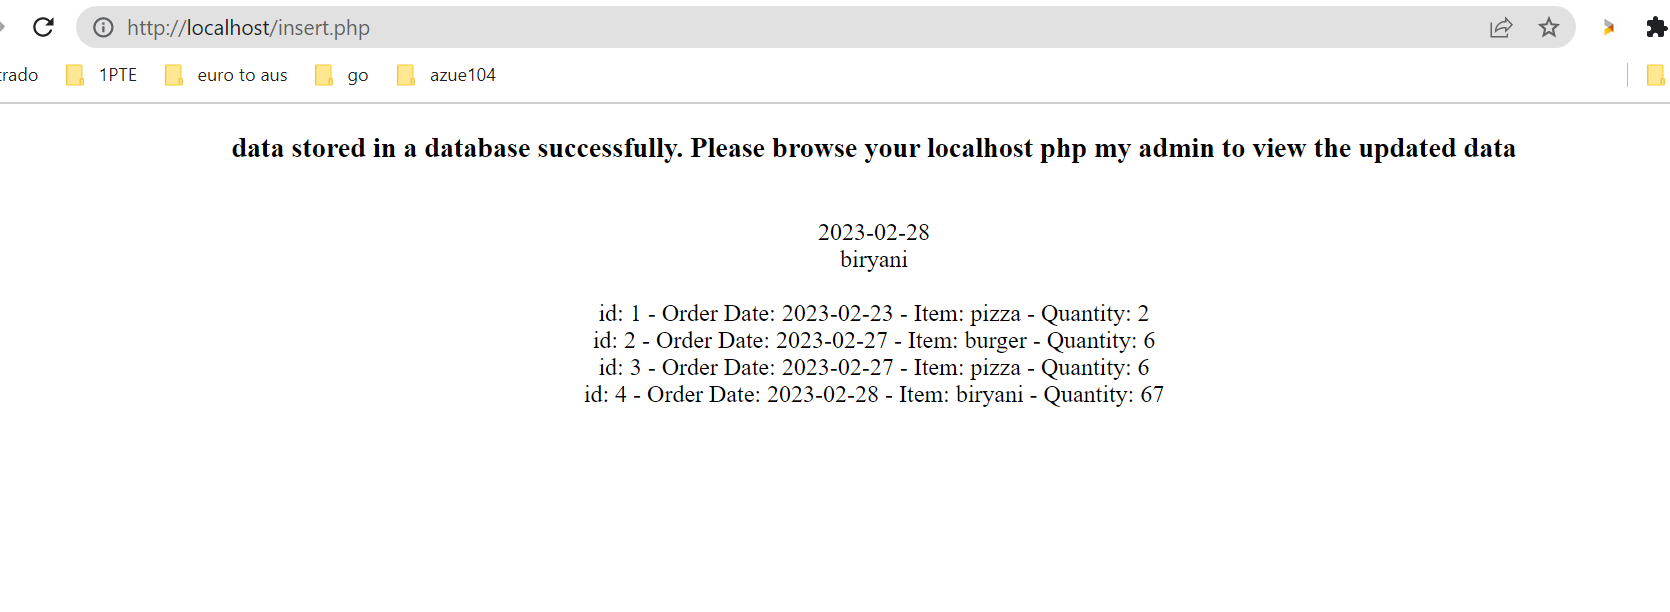 http://localhost/insert.php
rado 1PTE euro to aus go azue104
data stored in a database successfully. Please browse your localhost php my admin to view the updated data
2023-02-28
biryani
id: 1 - Order Date: 2023-02-23 - Item: pizza - Quantity: 2
id: 2 - Order Date: 2023-02-27 - Item: burger - Quantity: 6
id: 3 - Order Date: 2023-02-27 - Item: pizza - Quantity: 6
id: 4 - Order Date: 2023-02-28 - Item: biryani - Quantity: 67